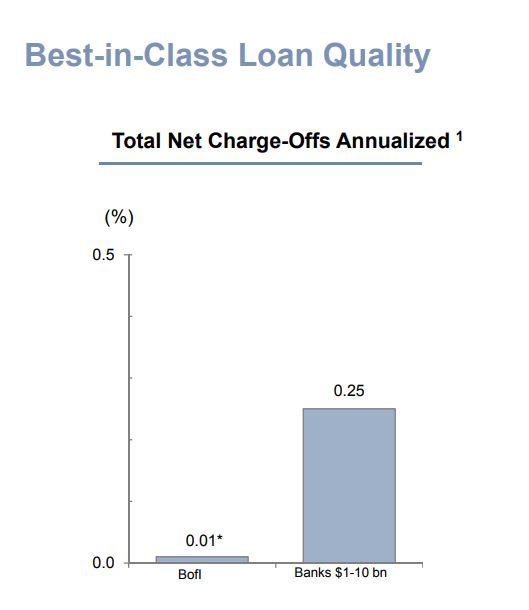 Best-in-Class Loan Quality
Total Net Charge-Offs Annualized ¹
(%)
0.5
0.25
0.01*
0.0
BofI
Banks $1-10 bn